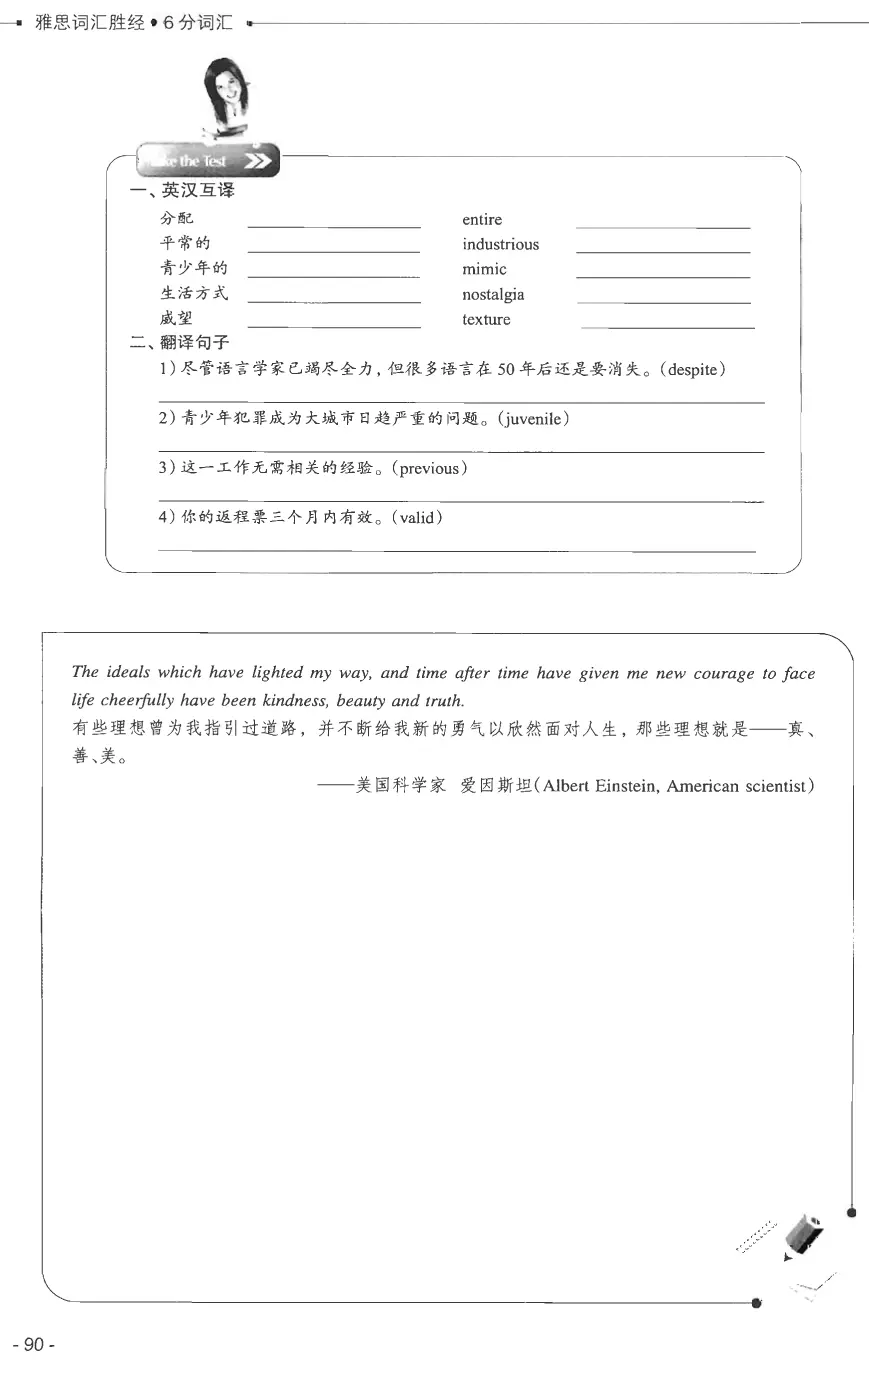 雅思词汇胜经•6分词汇
the Test
一、英汉互译
分配 entire
平常的 industrious
青少年的 mimic
生活方式 nostalgia
威望 texture
二、翻译句子
1)尽管语言学家已竭尽全力,但很多语言在50年后还是要消失。(despite)
2)青少年犯罪成为大城市日趋严重的问题。(juvenile)
3)这一工作无需相关的经验。(previous)
4)你的返程票三个月内有效。(valid)
The ideals which have lighted my way, and time after time have given me new courage to face
life cheerfully have been kindness, beauty and truth.
有些理想曾为我指引过道路,并不断给我新的勇气以欣然面对人生,那些理想就是——真、
善、美。
——美国科学家 爱因斯坦(Albert Einstein, American scientist)
- 90 -